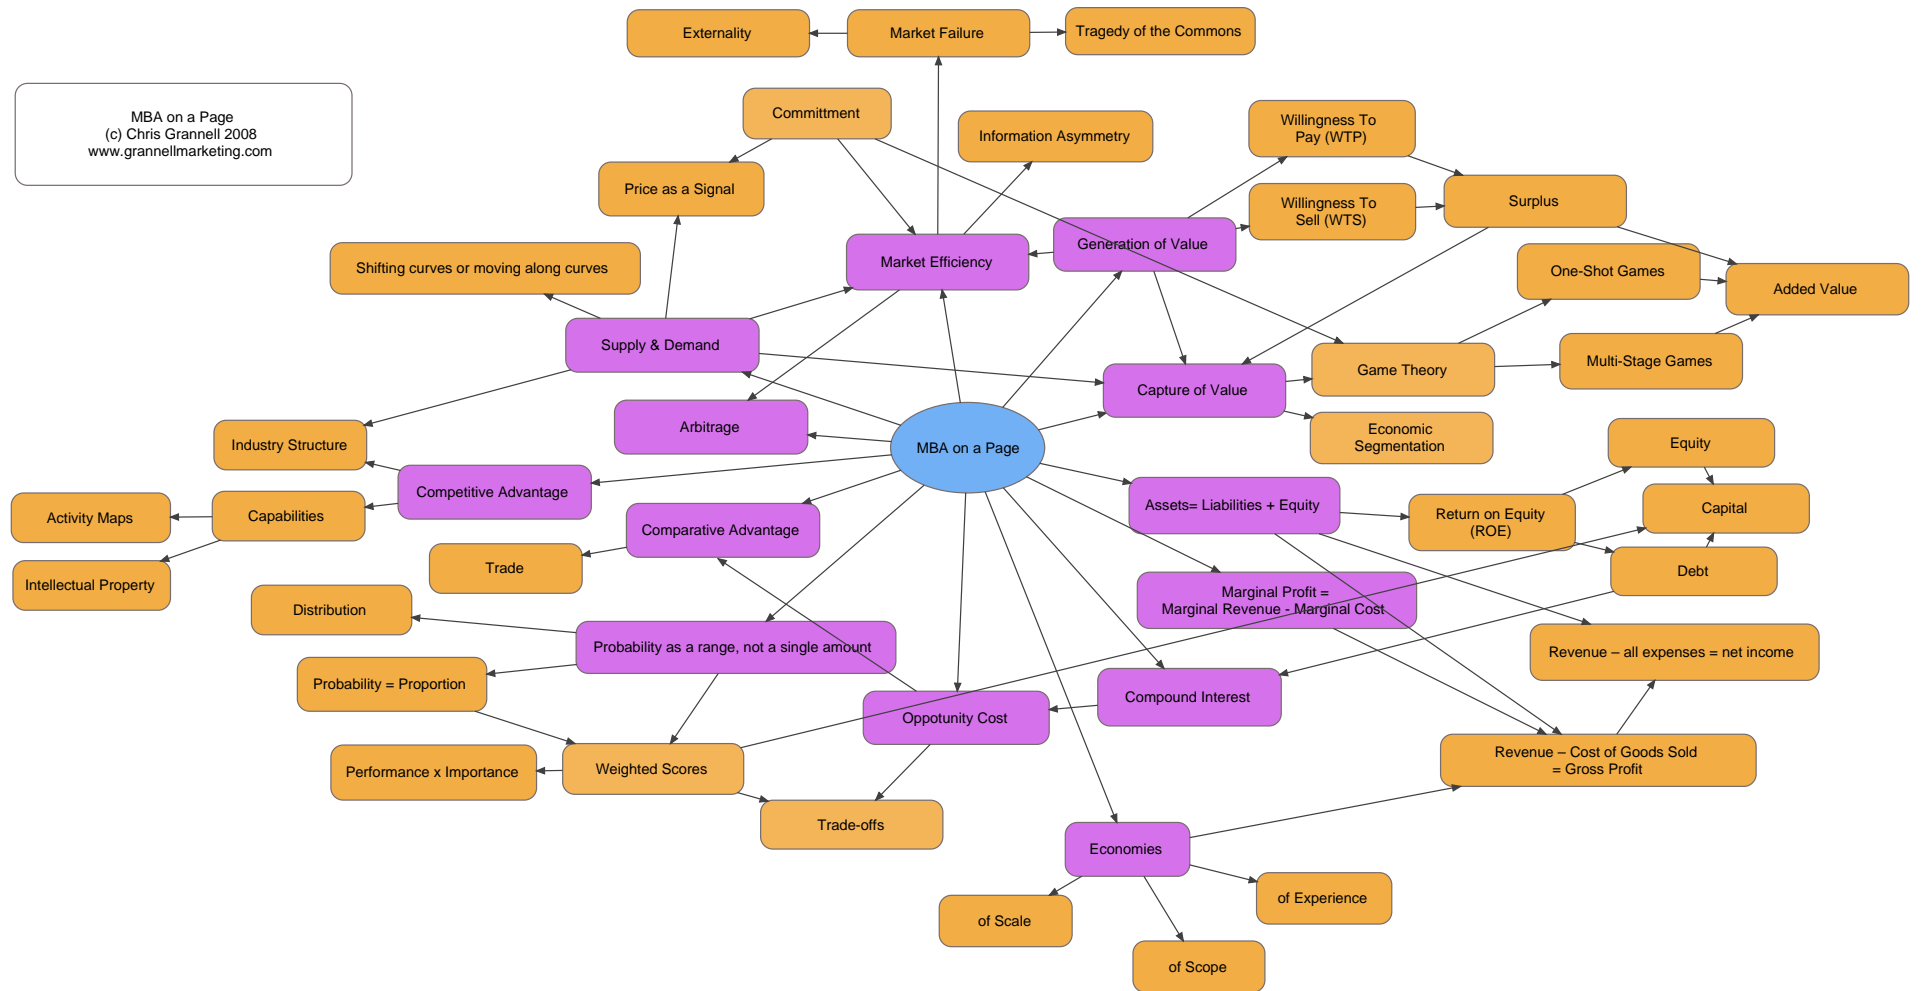 Externality
Market Failure
Tragedy of the Commons
MBA on a Page
(c) Chris Grannell 2008
www.grannellmarketing.com
Committment
Information Asymmetry
Willingness To
Pay (WTP)
Price as a Signal
Willingness To
Sell (WTS)
Surplus
Generation of Value
Market Efficiency
Shifting curves or moving along curves
One-Shot Games
Added Value
Supply & Demand
Multi-Stage Games
Game Theory
Capture of Value
Arbitrage
Economic
Segmentation
Industry Structure
MBA on a Page
Equity
Competitive Advantage
Assets= Liabilities + Equity
Return on Equity
(ROE)
Capital
Activity Maps
Capabilities
Comparative Advantage
Trade
Debt
Intellectual Property
Marginal Profit =
Marginal Revenue - Marginal Cost
Distribution
Probability as a range, not a single amount
Revenue – all expenses = net income
Probability = Proportion
Compound Interest
Oppotunity Cost
Revenue – Cost of Goods Sold
= Gross Profit
Performance x Importance
Weighted Scores
Trade-offs
Economies
of Experience
of Scale
of Scope